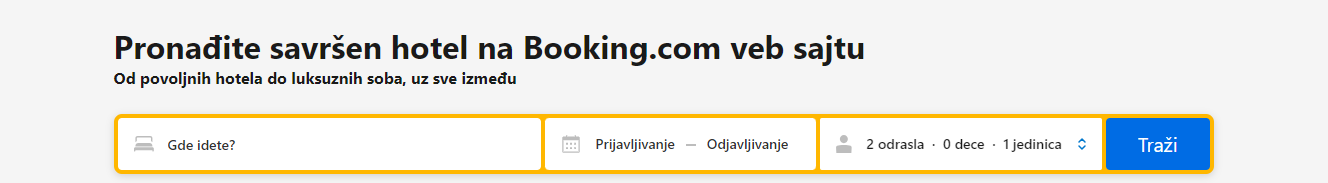 Pronađite savršen hotel na Booking.com veb sajtu
Od povoljnih hotela do luksuznih soba, uz sve između
Gde idete? Prijavljivanje — Odjavljivanje 2 odrasla · 0 dece · 1 jedinica Traži